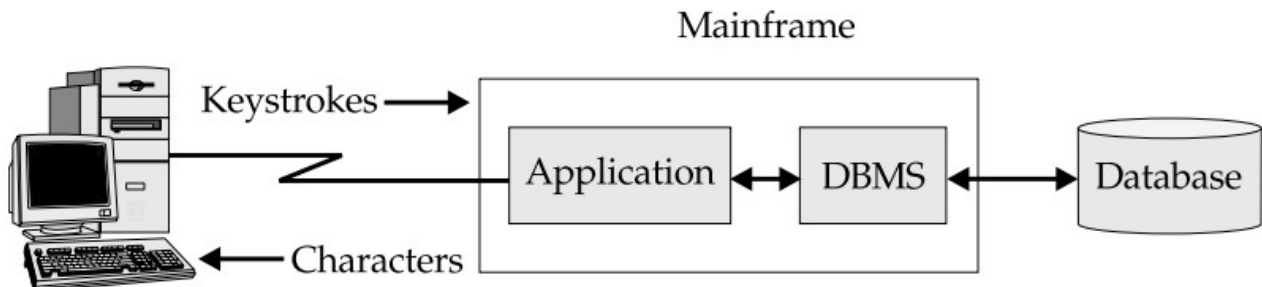 Mainframe
Keystrokes
Application
DBMS
Database
Characters